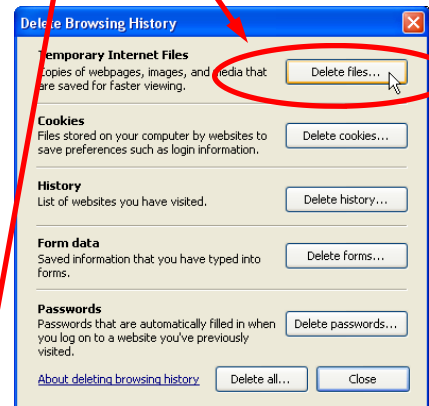 Delete Browsing History
Temporary Internet Files
Copies of webpages, images, and media that
are saved for faster viewing.
Delete files...
Cookies
Files stored on your computer by websites to
save preferences such as login information.
Delete cookies...
History
List of websites you have visited.
Delete history...
Form data
Saved information that you have typed into
forms.
Delete forms...
Passwords
Passwords that are automatically filled in when
you log on to a website you've previously
visited.
Delete passwords...
About deleting browsing history
Delete all...
Close